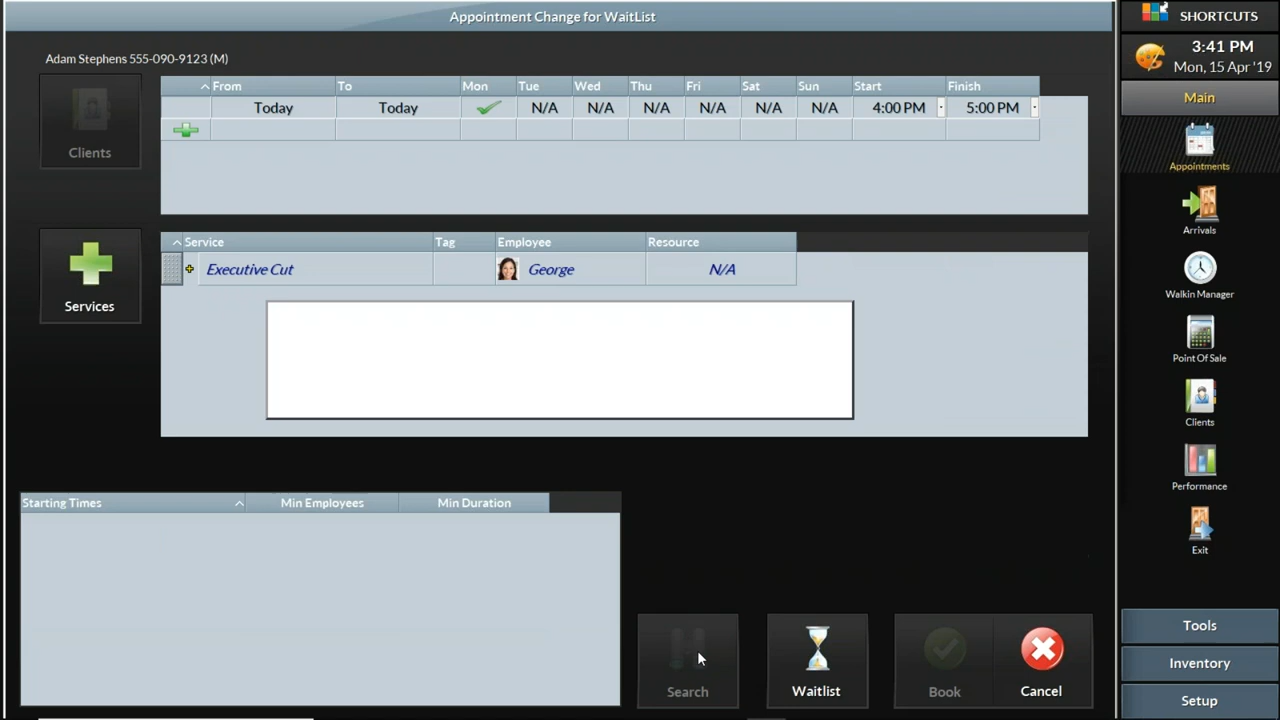 Appointment Change for WaitList
SHORTCUTS
3:41 PM
Mon, 15 Apr '19
Adam Stephens 555-090-9123 (M)
Clients
From To Mon Tue Wed Thu Fri Sat Sun Start Finish
Today Today N/A N/A N/A N/A N/A N/A 4:00 PM 5:00 PM
Services
Service Tag Employee Resource
Executive Cut George N/A
Starting Times Min Employees Min Duration
Search
Waitlist
Book
Cancel
Main
Appointments
Arrivals
Walkin Manager
Point Of Sale
Clients
Performance
Exit
Tools
Inventory
Setup